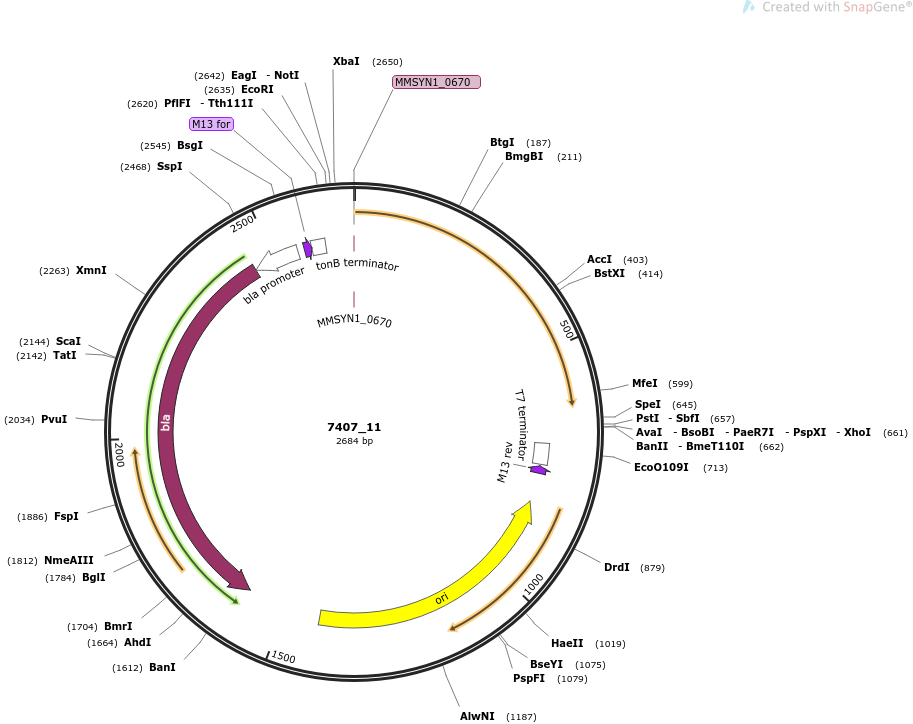 Created with SnapGene®
XbaI (2650)
(2642) EagI - NotI
(2635) EcoRI
(2620) PflFI - Tth111I
MMSYN1_0670
M13 for
(2545) BsgI
(2468) SspI
BtgI (187)
BmgBI (211)
2500
tonB terminator
bla promoter
AccI (403)
BstXI (414)
(2263) XmnI
MMSYN1_0670
500
(2144) ScaI
(2142) TatI
MfeI (599)
SpeI (645)
PstI - SbfI (657)
AvaI - BsoBI - PaeR7I - PspXI - XhoI (661)
BanII - BmeT110I (662)
EcoO109I (713)
(2034) PvuI
bla
7407_11
2684 bp
T7 terminator
M13 rev
2000
(1886) FspI
(1812) NmeAIII
(1784) BglI
DrdI (879)
1000
ori
(1704) BmrI
(1664) AhdI
(1612) BanI
1500
HaeII (1019)
BseYI (1075)
PspFI (1079)
AlwNI (1187)